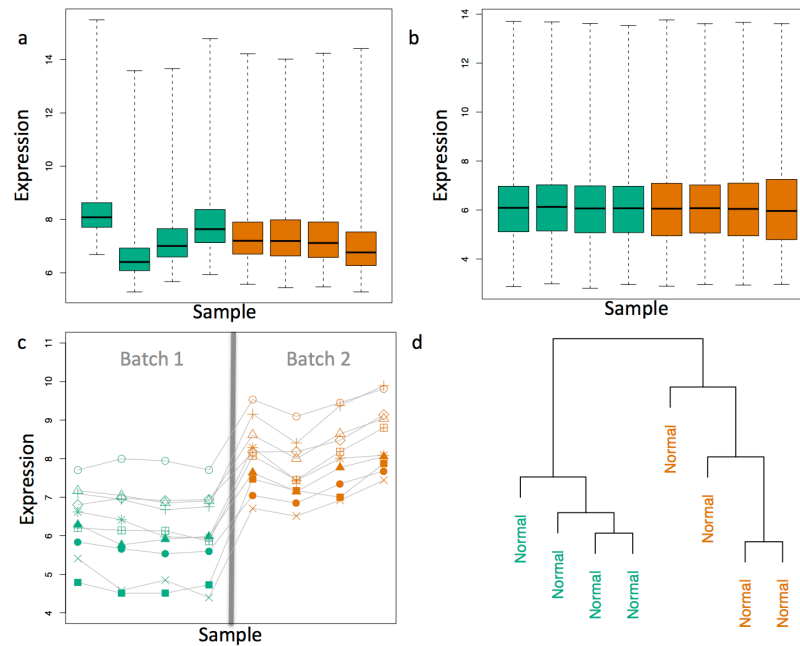 a
Expression
6
8
10
12
14
Sample
b
Expression
4
6
8
10
12
14
Sample
c
Batch 1
Batch 2
Expression
4
5
6
7
8
9
10
11
Sample
d
Normal
Normal
Normal
Normal
Normal
Normal
Normal
Normal